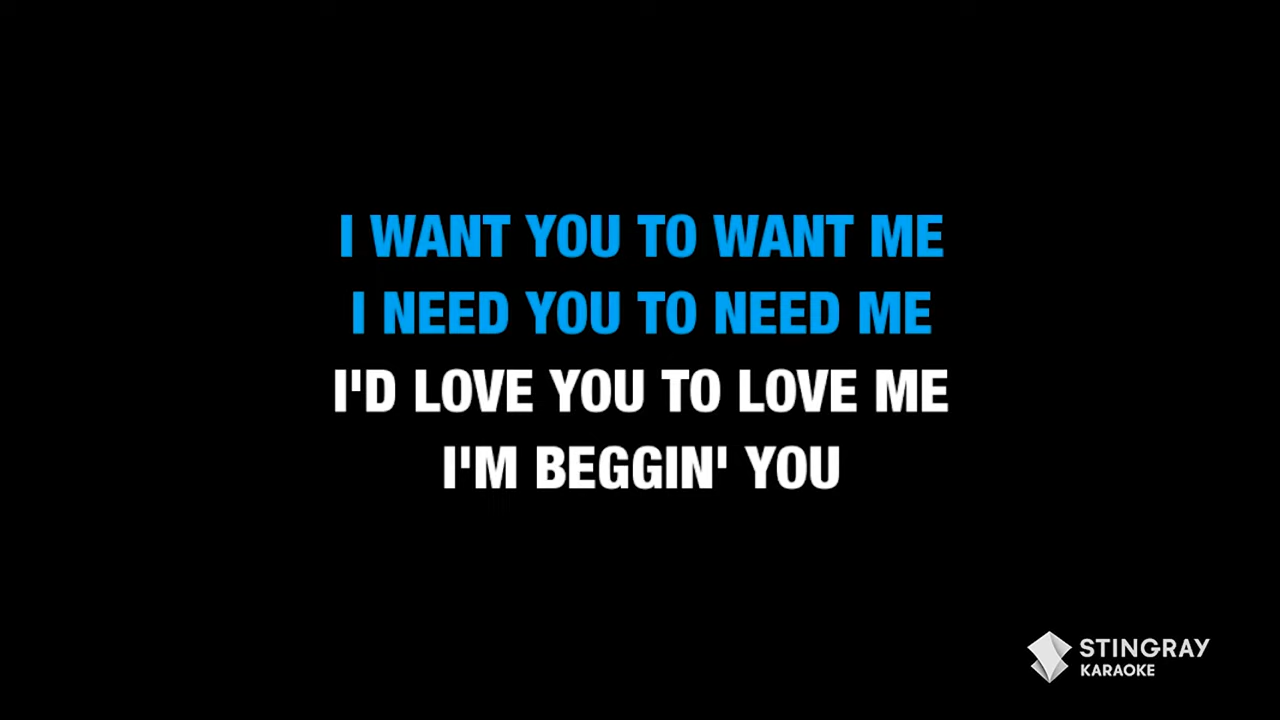 I WANT YOU TO WANT ME
I NEED YOU TO NEED ME
I'D LOVE YOU TO LOVE ME
I'M BEGGIN' YOU
STINGRAY
KARAOKE